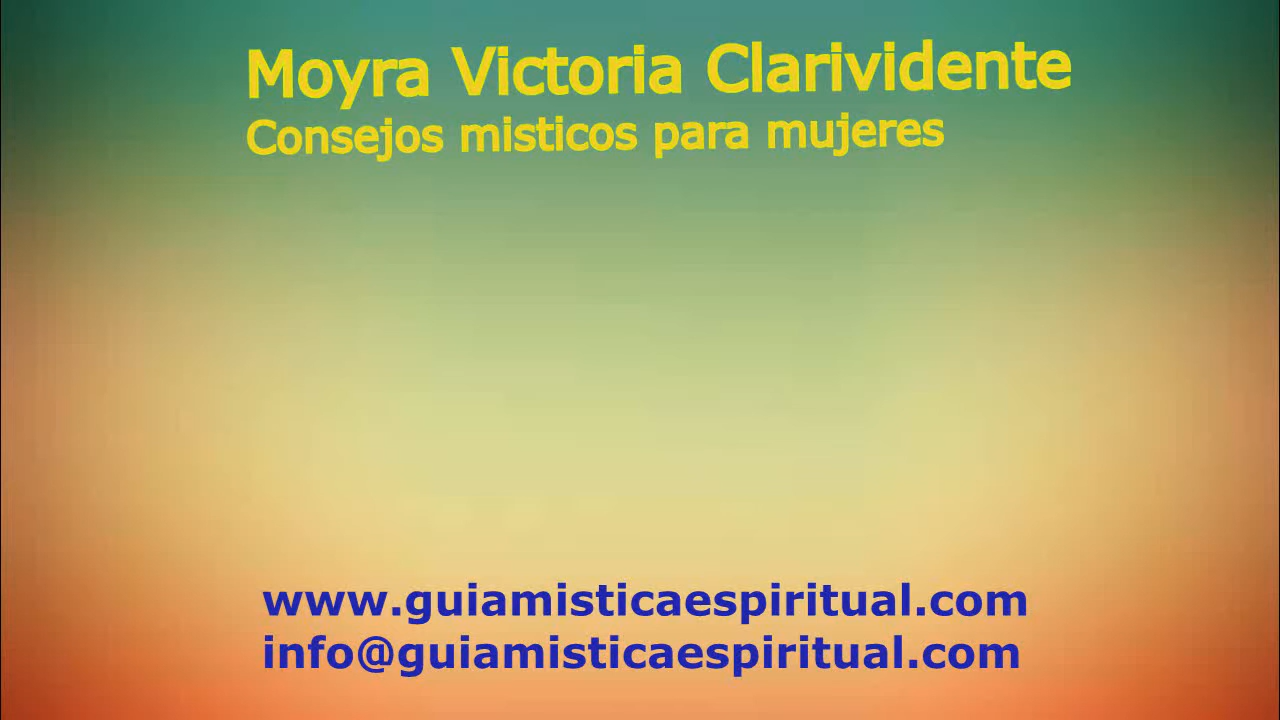 Moyra Victoria Clarividente
Consejos misticos para mujeres
www.guiamisticaespiritual.com
info@guiamisticaespiritual.com